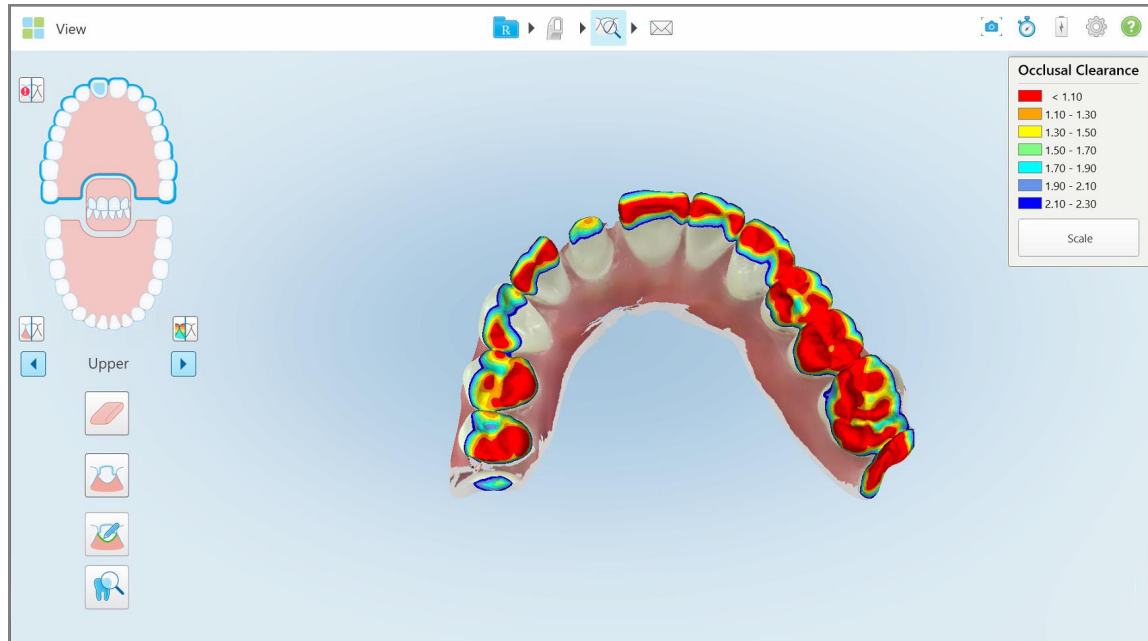 View
R
Occlusal Clearance
< 1.10
1.10 - 1.30
1.30 - 1.50
1.50 - 1.70
1.70 - 1.90
1.90 - 2.10
2.10 - 2.30
Scale
Upper